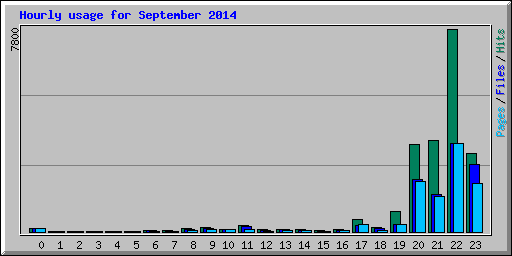 Hourly usage for September 2014
7800
Pages/Files/Hits
0 1 2 3 4 5 6 7 8 9 10 11 12 13 14 15 16 17 18 19 20 21 22 23